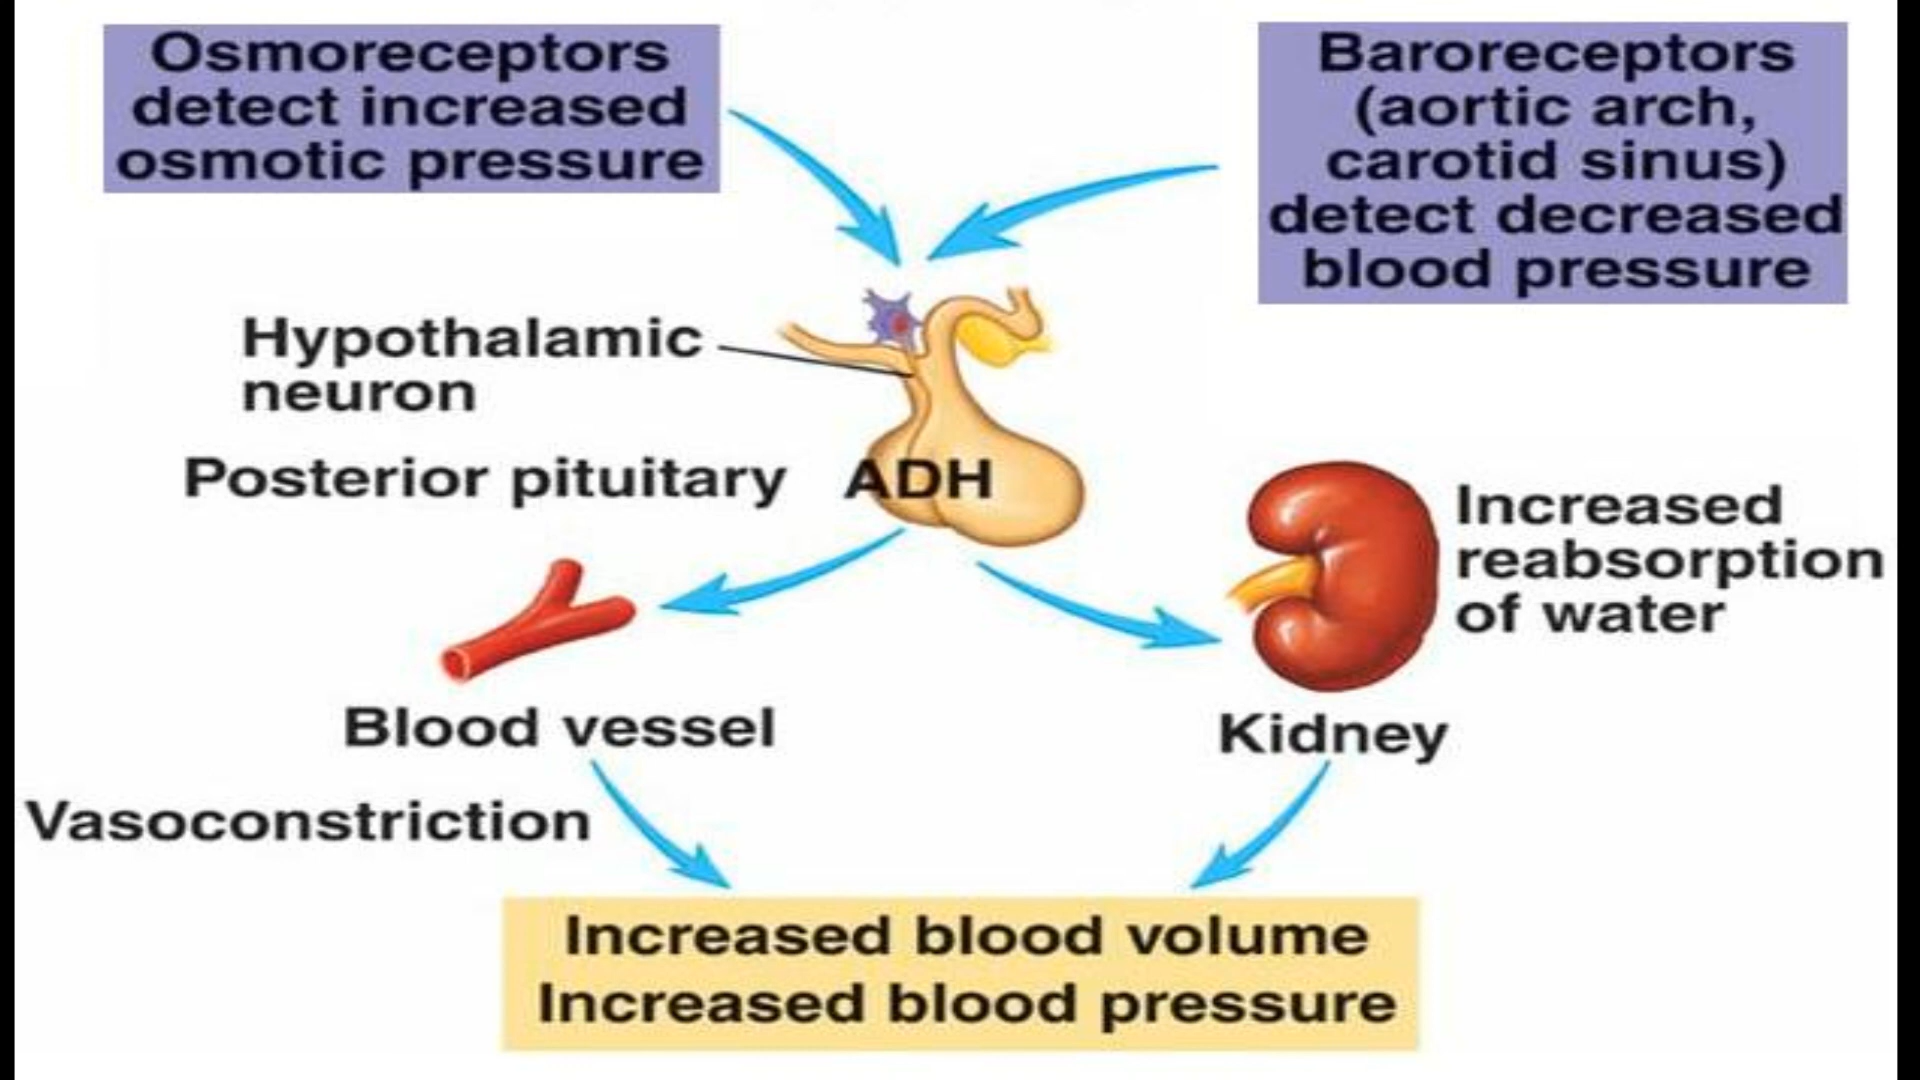 Osmoreceptors
detect increased
osmotic pressure
Baroreceptors
(aortic arch,
carotid sinus)
detect decreased
blood pressure
Hypothalamic
neuron
Posterior pituitary
ADH
Increased
reabsorption
of water
Blood vessel
Kidney
Vasoconstriction
Increased blood volume
Increased blood pressure